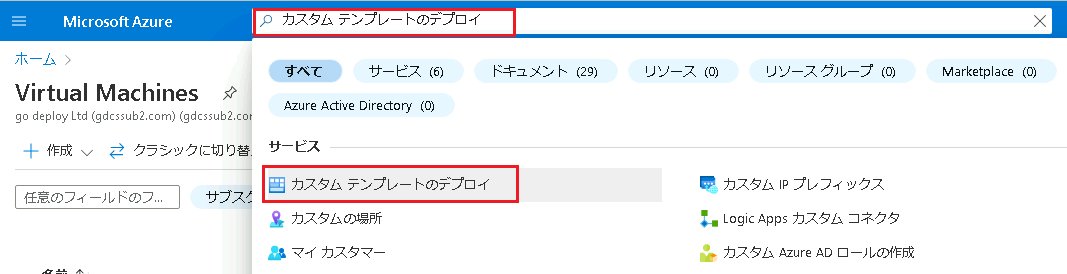 Microsoft Azure
カスタム テンプレートのデプロイ
ホーム
すべて
サービス (6)
ドキュメント (29)
リソース (0)
リソース グループ (0)
Marketplace (0)
Virtual Machines
go deploy Ltd (gdcssub2.com) (gdcssub2.com
Azure Active Directory (0)
作成
クラシックに切り替
サービス
任意のフィールドのフ...
サブスク
カスタム テンプレートのデプロイ
カスタム IP プレフィックス
カスタムの場所
Logic Apps カスタム コネクタ
マイ カスタマー
カスタム Azure AD ロールの作成
名前 ↑